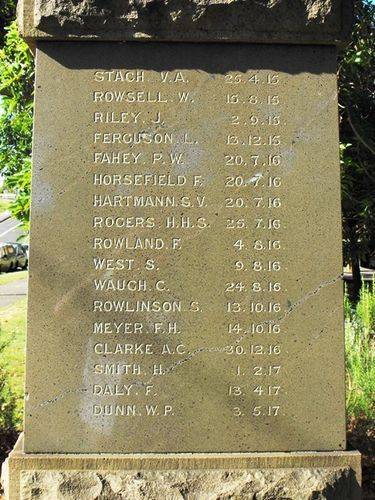 STACH. V.A. 25.4.15
ROWSELL. W. 15.8.15
RILEY. J. 2.9.15
FERGUSON. L. 13.12.15
FAHEY. P.W. 20.7.16
HORSEFIELD. F. 20.7.16
HARTMANN. S.V. 20.7.16
ROGERS. H.H.S. 25.7.16
ROWLAND. F. 4.8.16
WEST. S. 9.8.16
WAUGH. C. 24.8.16
ROWLINSON. S. 13.10.16
MEYER. F.H. 14.10.16
CLARKE A.C. 30.12.16
SMITH. H. 1.2.17
DALY. F. 13.4.17
DUNN. W.P. 3.5.17